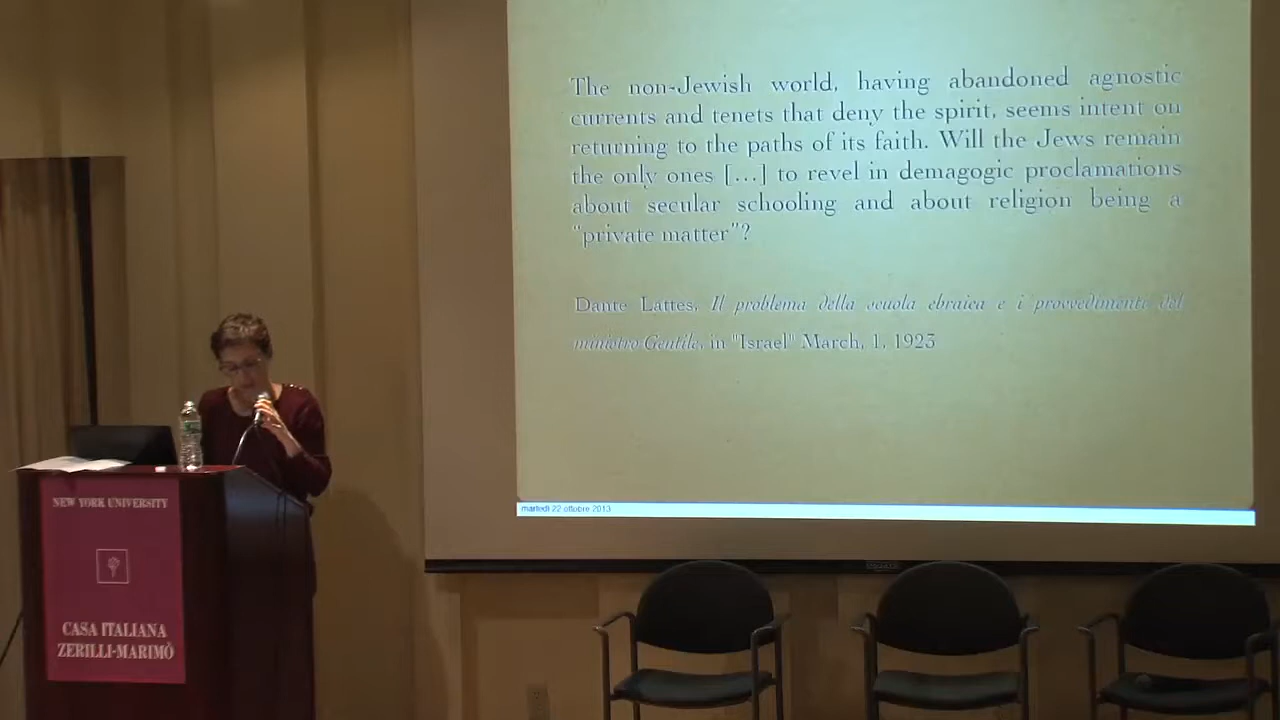 The non-Jewish world, having abandoned agnostic
currents and tenets that deny the spirit, seems intent on
returning to the paths of its faith. Will the Jews remain
the only ones [...] to revel in demagogic proclamations
about secular schooling and about religion being a
"private matter"?
Dante Lattes, Il problema della scuola ebraica e i provvedimento del
ministro Gentile, in "Israel" March, 1, 1923
martedì 22 ottobre 2013
NEW YORK UNIVERSITY
CASA ITALIANA
ZERILLI-MARIMÒ